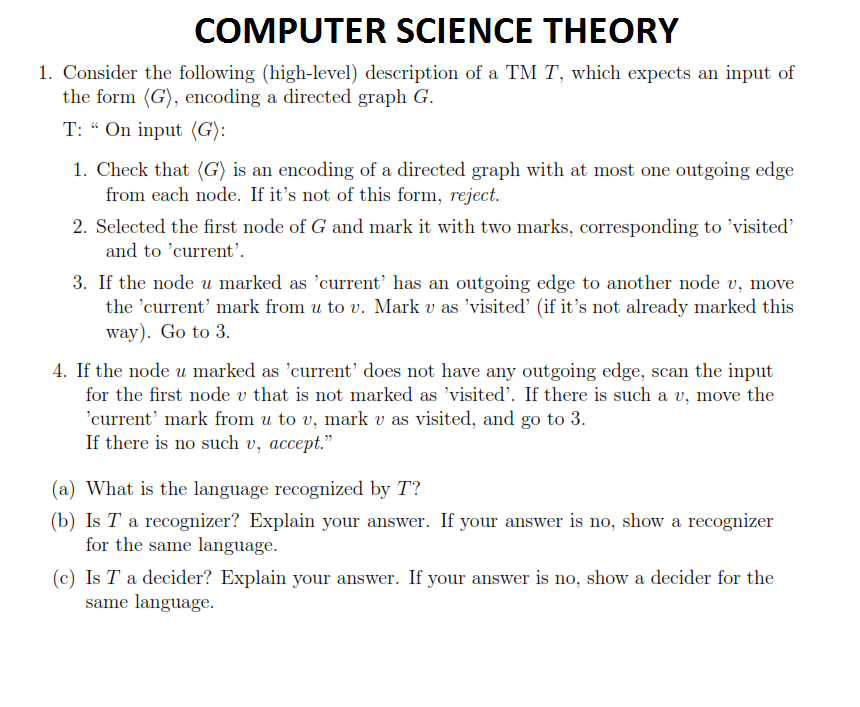 COMPUTER SCIENCE THEORY
1. Consider the following (high-level) description of a TM T, which expects an input of
the form ⟨G⟩, encoding a directed graph G.
T: “ On input ⟨G⟩:
1. Check that ⟨G⟩ is an encoding of a directed graph with at most one outgoing edge
from each node. If it’s not of this form, reject.
2. Selected the first node of G and mark it with two marks, corresponding to ’visited’
and to ’current’.
3. If the node u marked as ’current’ has an outgoing edge to another node v, move
the ’current’ mark from u to v. Mark v as ’visited’ (if it’s not already marked this
way). Go to 3.
4. If the node u marked as ’current’ does not have any outgoing edge, scan the input
for the first node v that is not marked as ’visited’. If there is such a v, move the
’current’ mark from u to v, mark v as visited, and go to 3.
If there is no such v, accept.”
(a) What is the language recognized by T?
(b) Is T a recognizer? Explain your answer. If your answer is no, show a recognizer
for the same language.
(c) Is T a decider? Explain your answer. If your answer is no, show a decider for the
same language.